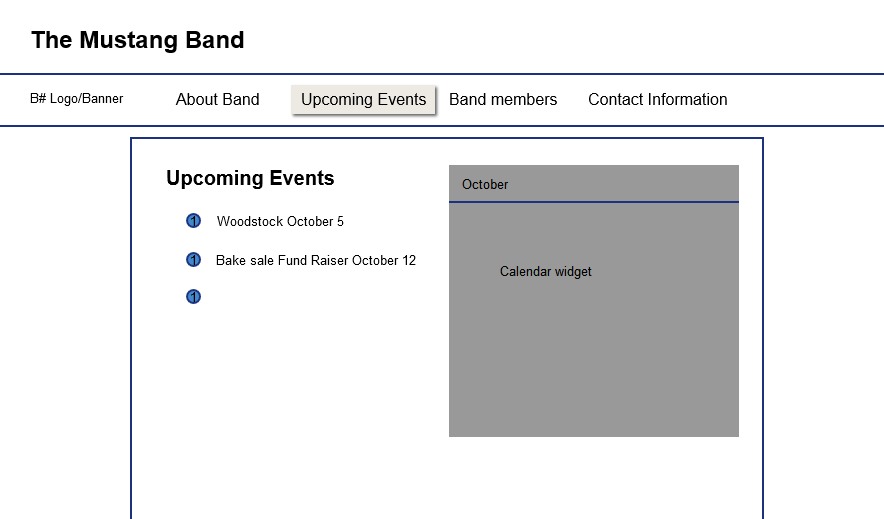 The Mustang Band
B# Logo/Banner About Band Upcoming Events Band members Contact Information
Upcoming Events
1 Woodstock October 5
1 Bake sale Fund Raiser October 12
1
October
Calendar widget